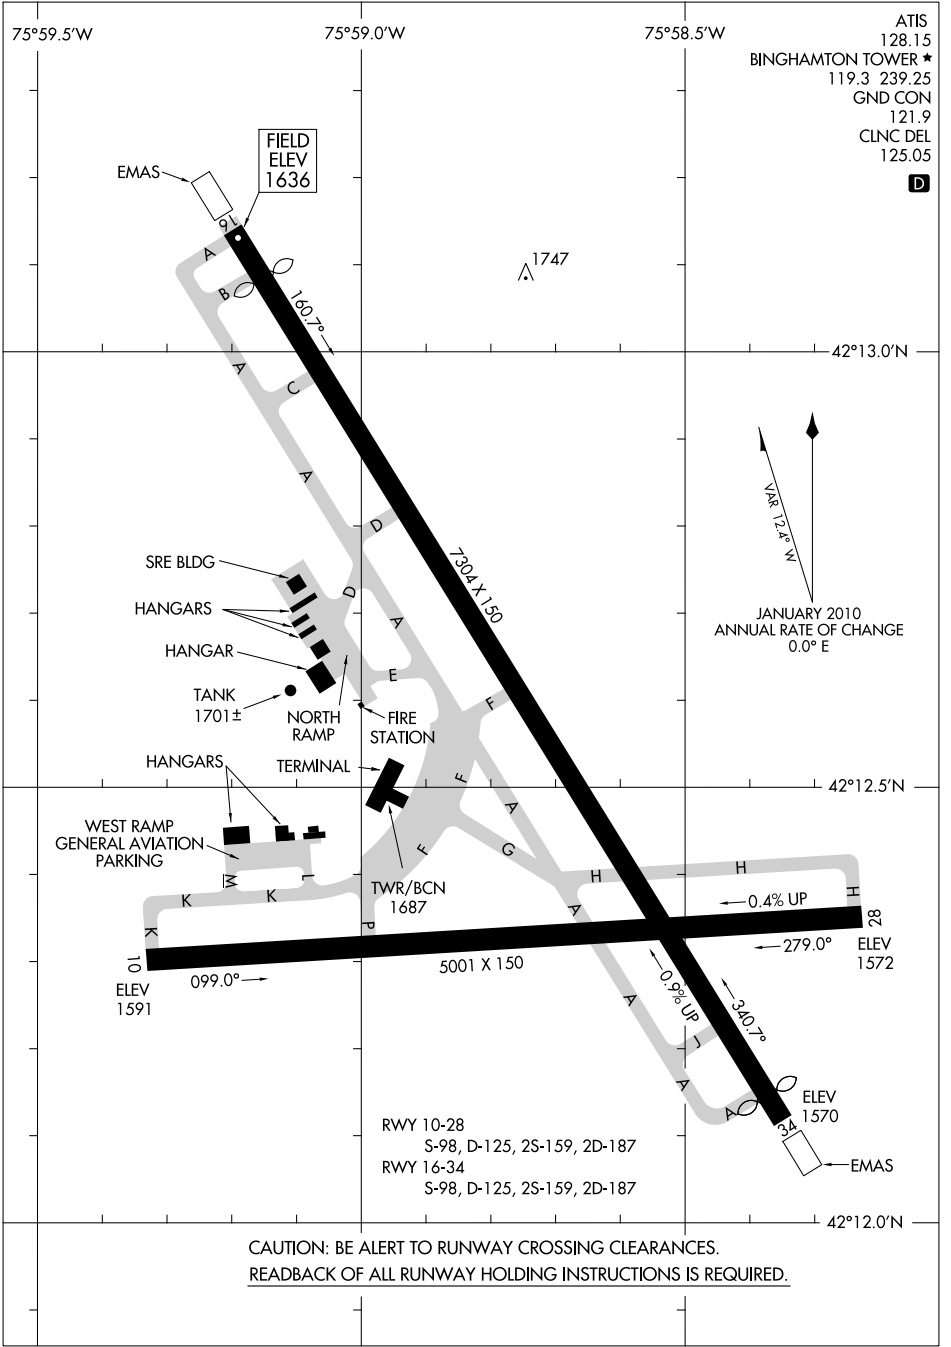 75°59.5'W
75°59.0'W
75°58.5'W
ATIS
128.15
BINGHAMTON TOWER ★
119.3 239.25
GND CON
121.9
CLNC DEL
125.05
D
FIELD
ELEV
1636
EMAS
16
A
B
1747
160.7°
42°13.0'N
A
C
A
D
VAR 12.4° W
JANUARY 2010
ANNUAL RATE OF CHANGE
0.0° E
7304 X 150
SRE BLDG
D
HANGARS
A
HANGAR
E
TANK
1701±
NORTH
RAMP
FIRE
STATION
F
HANGARS
TERMINAL
F
42°12.5'N
A
WEST RAMP
GENERAL AVIATION
PARKING
F
G
M
L
K
K
TWR/BCN
1687
H
H
H
A
0.4% UP
28
K
P
279.0°
ELEV
1572
10
099.0°
5001 X 150
ELEV
1591
0.9% UP
340.7°
A
J
A
A
ELEV
1570
34
RWY 10-28
S-98, D-125, 2S-159, 2D-187
RWY 16-34
S-98, D-125, 2S-159, 2D-187
EMAS
42°12.0'N
CAUTION: BE ALERT TO RUNWAY CROSSING CLEARANCES.
READBACK OF ALL RUNWAY HOLDING INSTRUCTIONS IS REQUIRED.